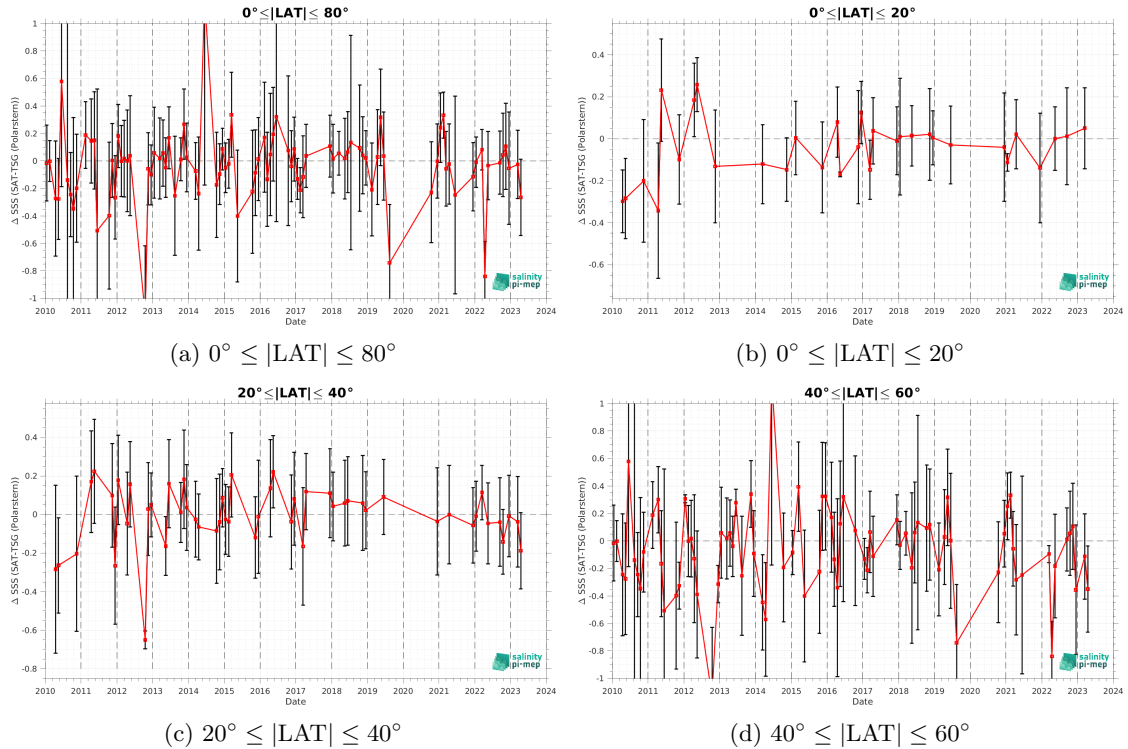 0°≤|LAT|≤ 80°
Δ SSS (SAT-TSG (Polarstern))
1
0.8
0.6
0.4
0.2
0
-0.2
-0.4
-0.6
-0.8
-1
2010 2011 2012 2013 2014 2015 2016 2017 2018 2019 2020 2021 2022 2023 2024
Date
salinity
pi-mep
(a) 0° ≤ |LAT| ≤ 80°
0°≤|LAT|≤ 20°
Δ SSS (SAT-TSG (Polarstern))
0.4
0.2
0
-0.2
-0.4
-0.6
2010 2011 2012 2013 2014 2015 2016 2017 2018 2019 2020 2021 2022 2023 2024
Date
salinity
pi-mep
(b) 0° ≤ |LAT| ≤ 20°
20°≤|LAT|≤ 40°
Δ SSS (SAT-TSG (Polarstern))
0.4
0.2
0
-0.2
-0.4
-0.6
-0.8
2010 2011 2012 2013 2014 2015 2016 2017 2018 2019 2020 2021 2022 2023 2024
Date
salinity
pi-mep
(c) 20° ≤ |LAT| ≤ 40°
40°≤|LAT|≤ 60°
Δ SSS (SAT-TSG (Polarstern))
1
0.8
0.6
0.4
0.2
0
-0.2
-0.4
-0.6
-0.8
-1
2010 2011 2012 2013 2014 2015 2016 2017 2018 2019 2020 2021 2022 2023 2024
Date
salinity
pi-mep
(d) 40° ≤ |LAT| ≤ 60°